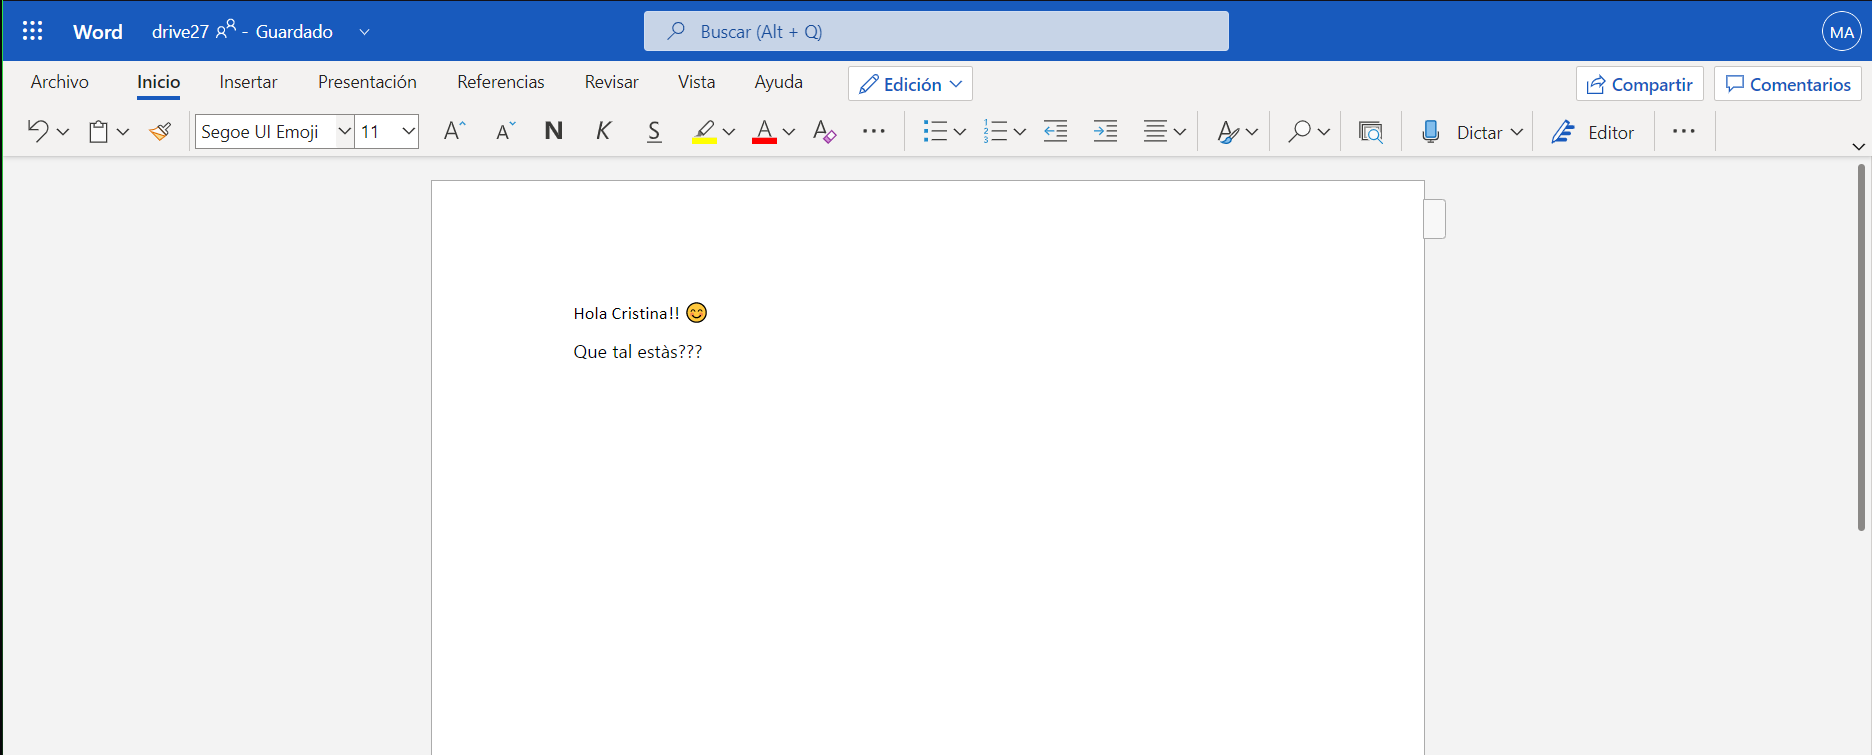 Word drive27 - Guardado Buscar (Alt + Q) MA
Archivo Inicio Insertar Presentación Referencias Revisar Vista Ayuda Edición Compartir Comentarios
Segoe UI Emoji 11 A A N K S A A Dictar Editor
Hola Cristina!! 😊
Que tal estàs???